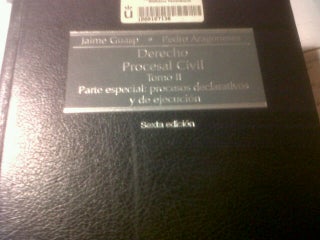 ú
Jaime Guasp • Pedro Aragoneses
Derecho
Procesal Civil
Tomo II
Parte especial: procesos declarativos
y de ejecución
Sexta edición